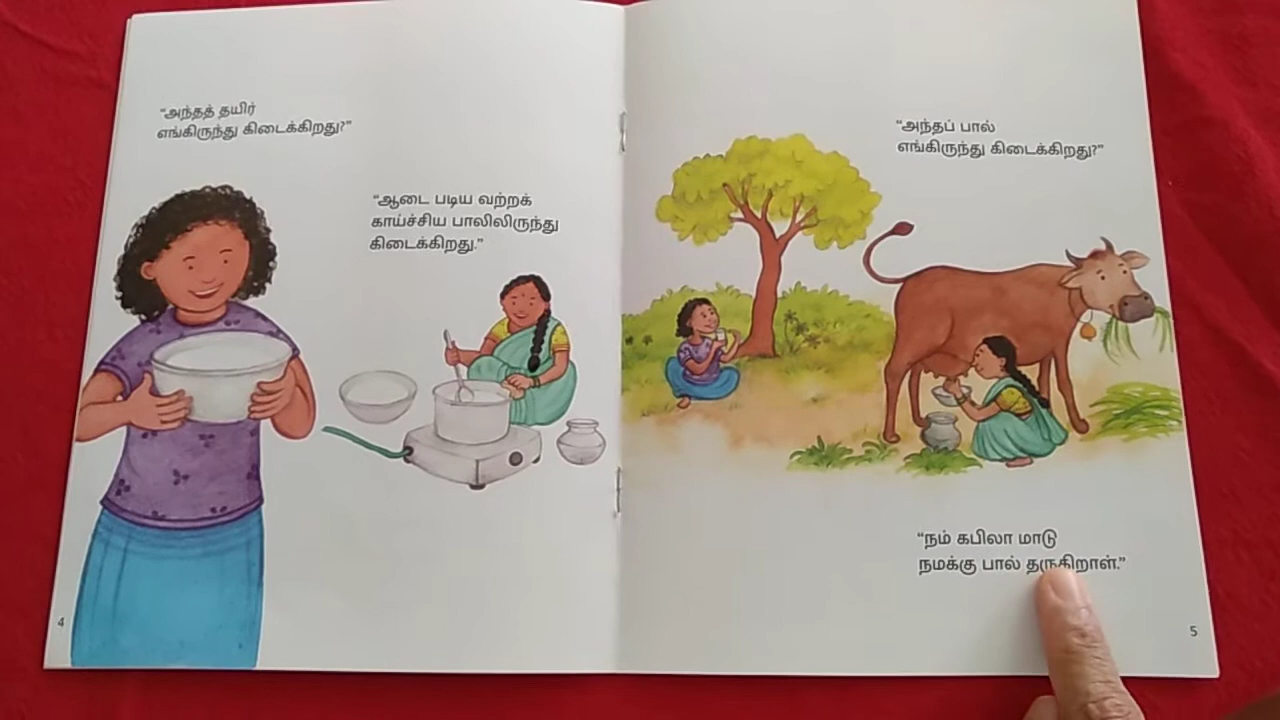 “அந்தத் தயிர்
எங்கிருந்து கிடைக்கிறது?”
“ஆடை படிய வற்றக்
காய்ச்சிய பாலிலிருந்து
கிடைக்கிறது.”
4
“அந்தப் பால்
எங்கிருந்து கிடைக்கிறது?”
“நம் கபிலா மாடு
நமக்கு பால் தருகிறாள்.”
5